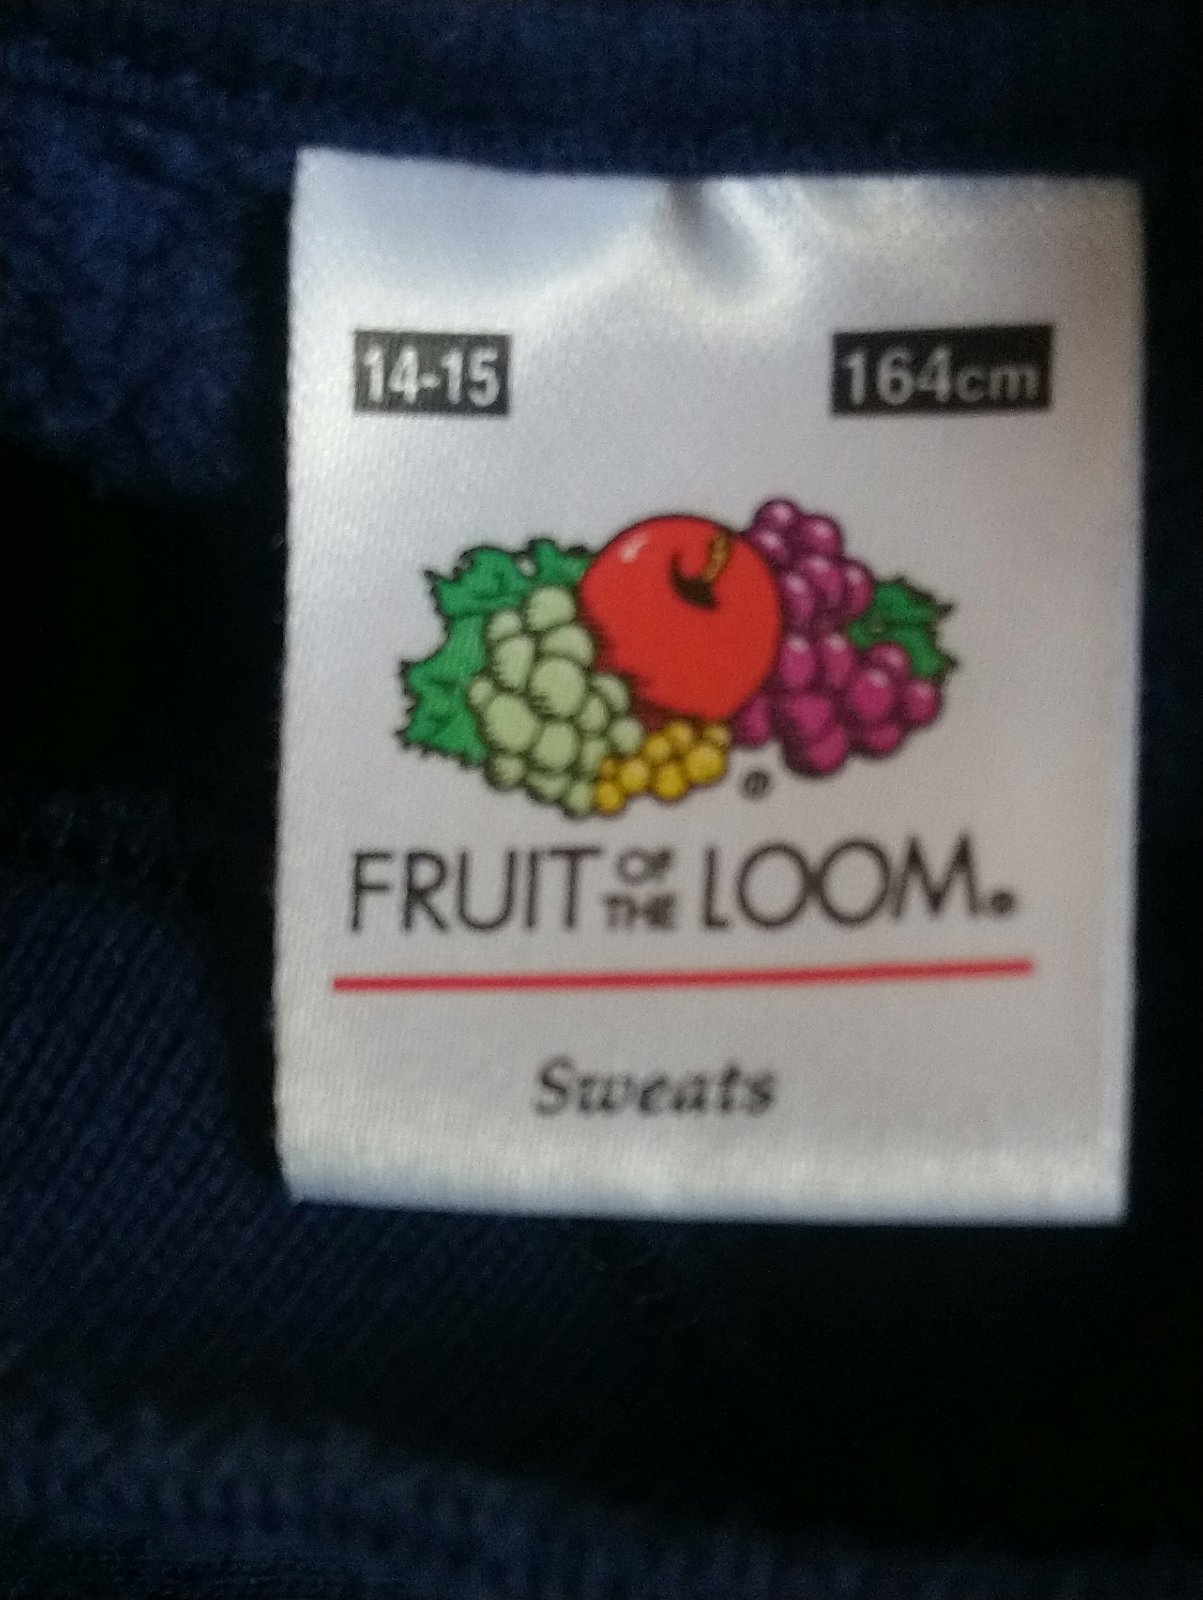 14-15 164cm
®
FRUIT OF THE LOOM®
Sweats